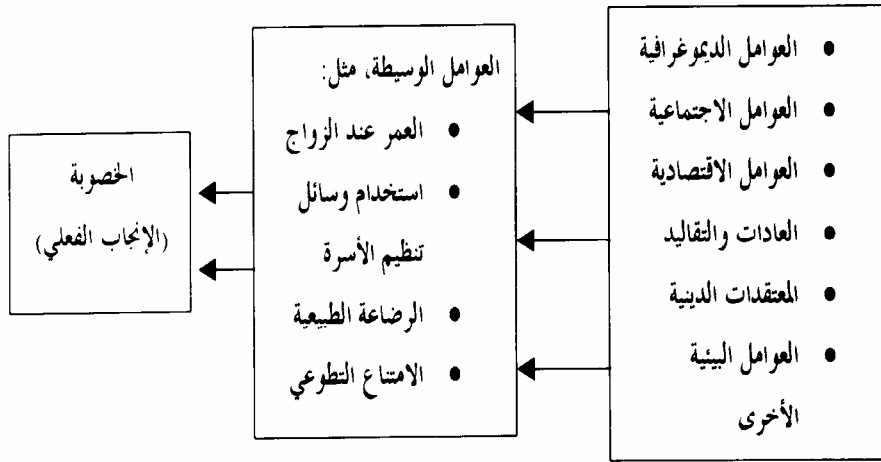 • العوامل الديموغرافية
• العوامل الاجتماعية
• العوامل الاقتصادية
• العادات والتقاليد
• المعتقدات الدينية
• العوامل البيئية
الأخرى
العوامل الوسيطة، مثل:
• العمر عند الزواج
• استخدام وسائل
تنظيم الأسرة
• الرضاعة الطبيعية
• الامتناع التطوعي
الخصوبة
(الإنجاب الفعلي)